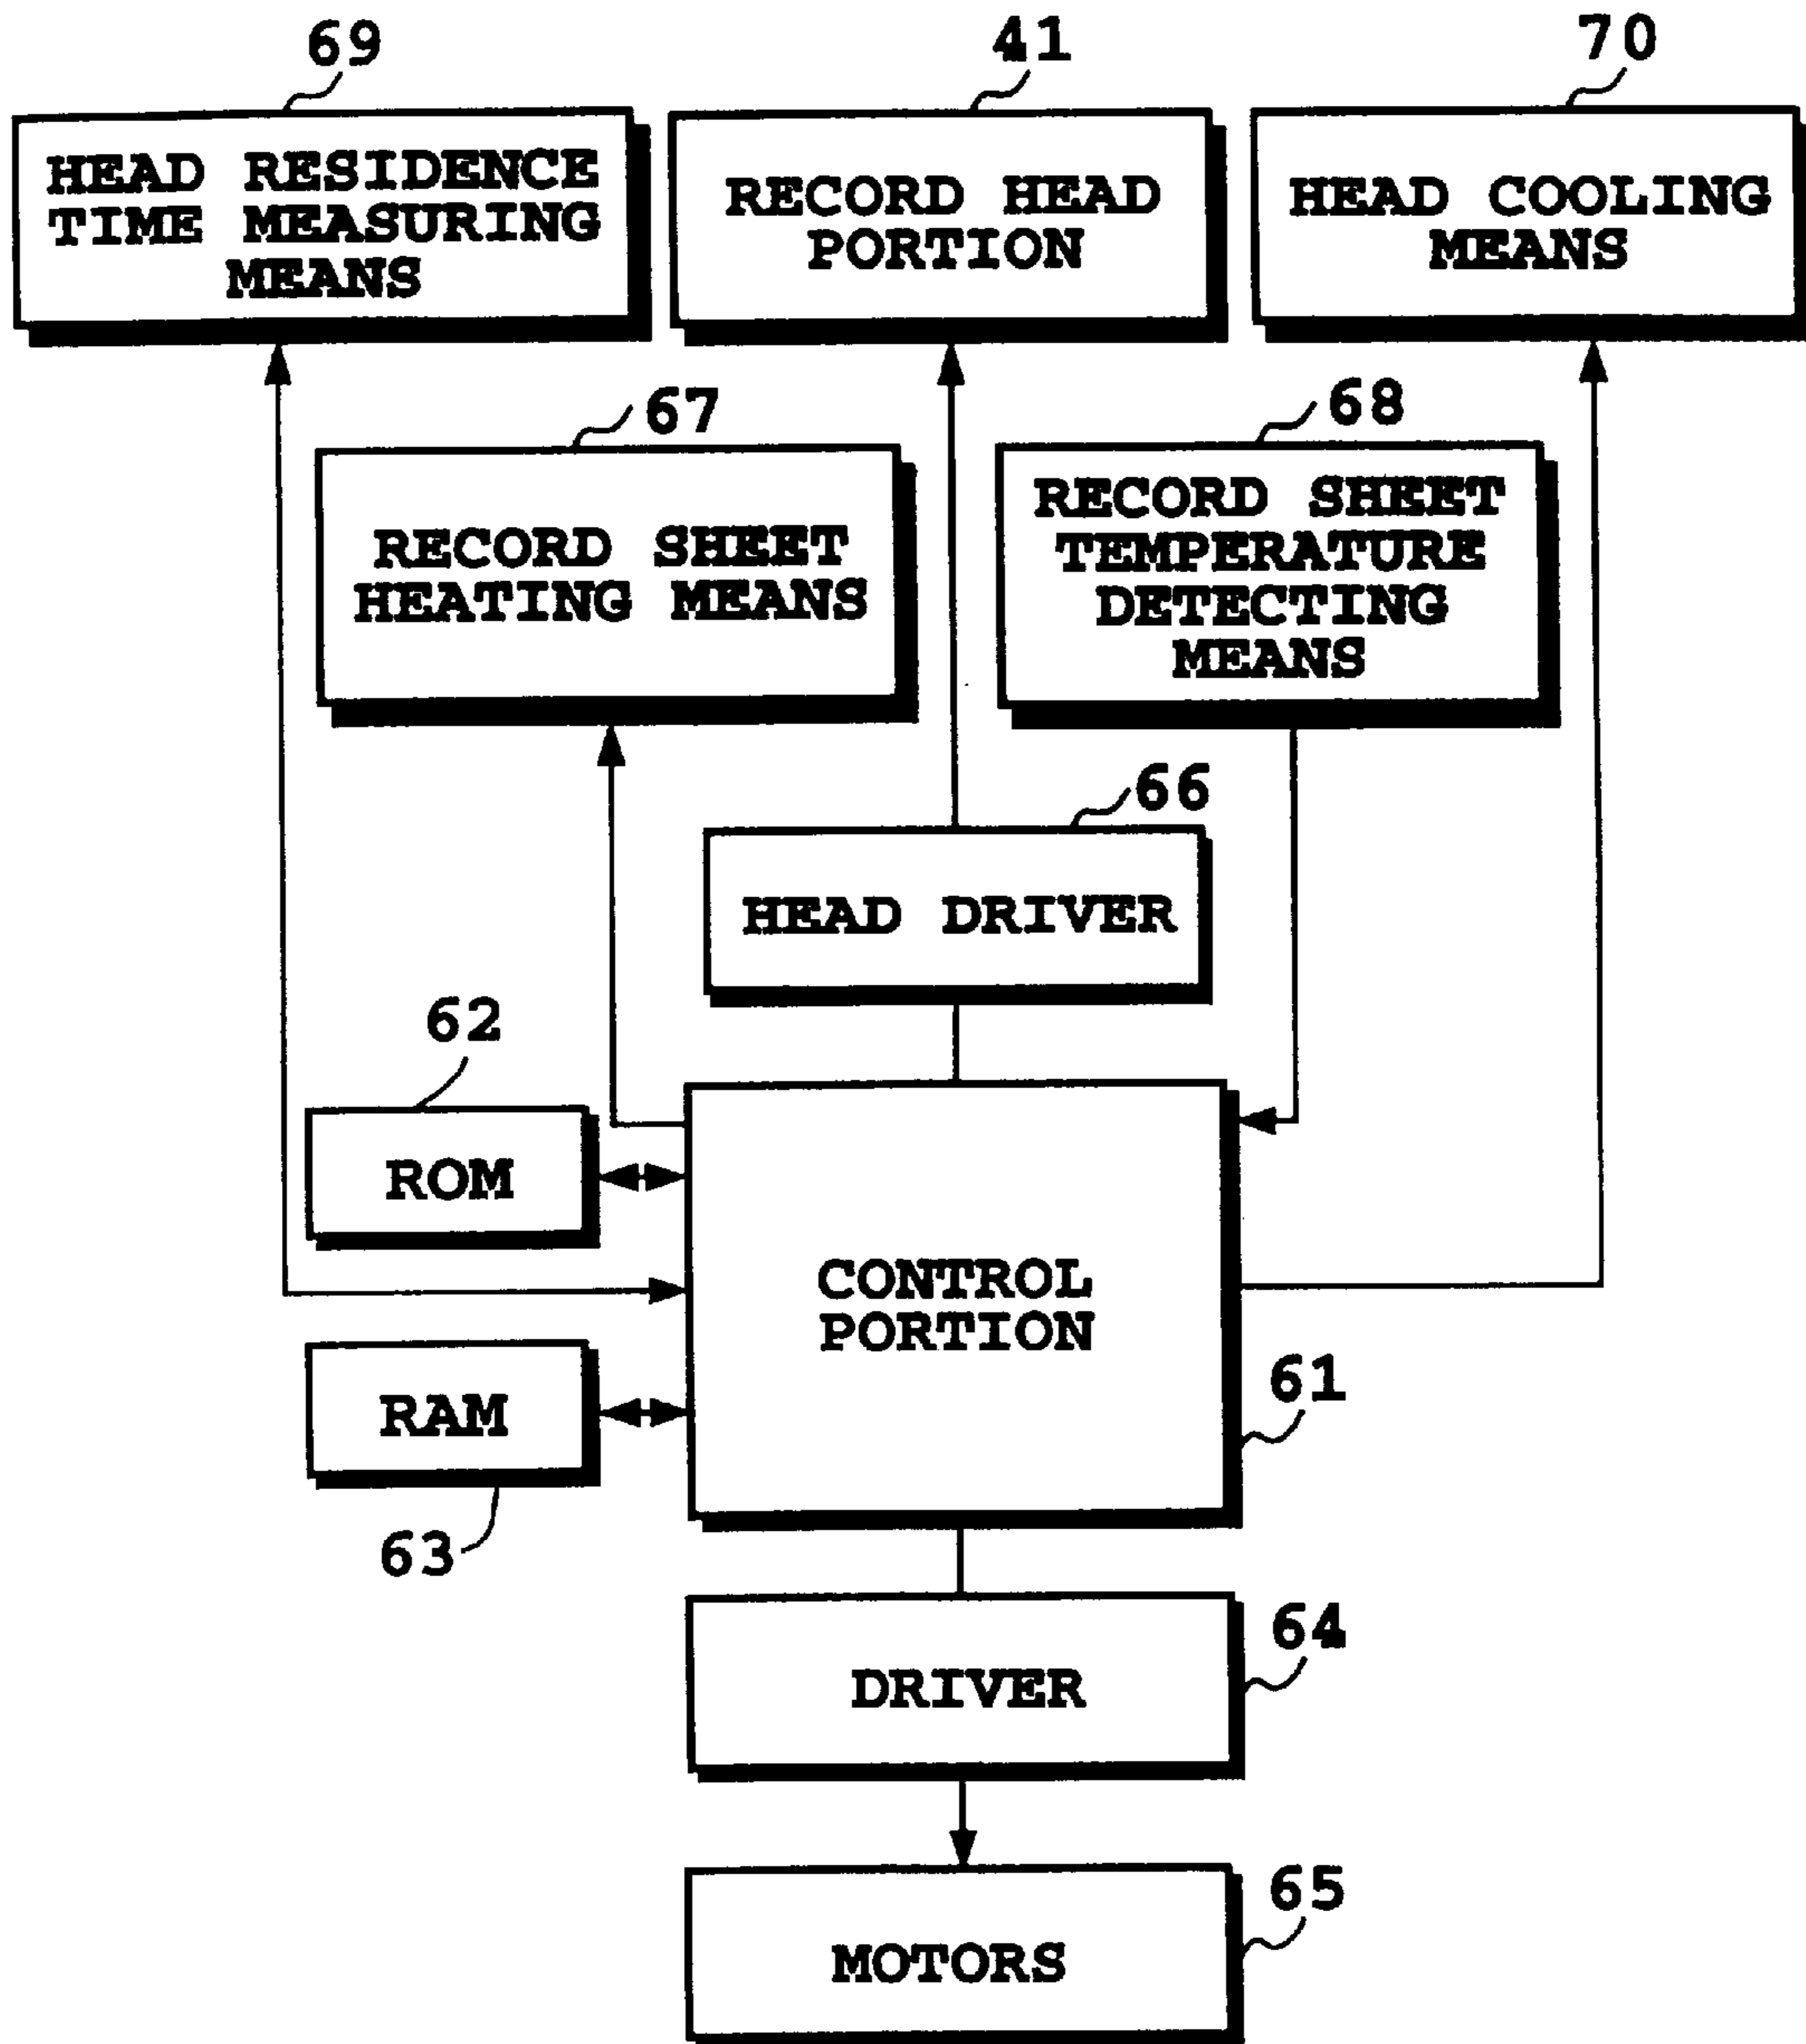 69
41
70
HEAD RESIDENCE
TIME MEASURING
MEANS
RECORD HEAD
PORTION
HEAD COOLING
MEANS
67
68
RECORD SHEET
HEATING MEANS
RECORD SHEET
TEMPERATURE
DETECTING
MEANS
66
HEAD DRIVER
62
ROM
CONTROL
PORTION
61
RAM
63
64
DRIVER
65
MOTORS